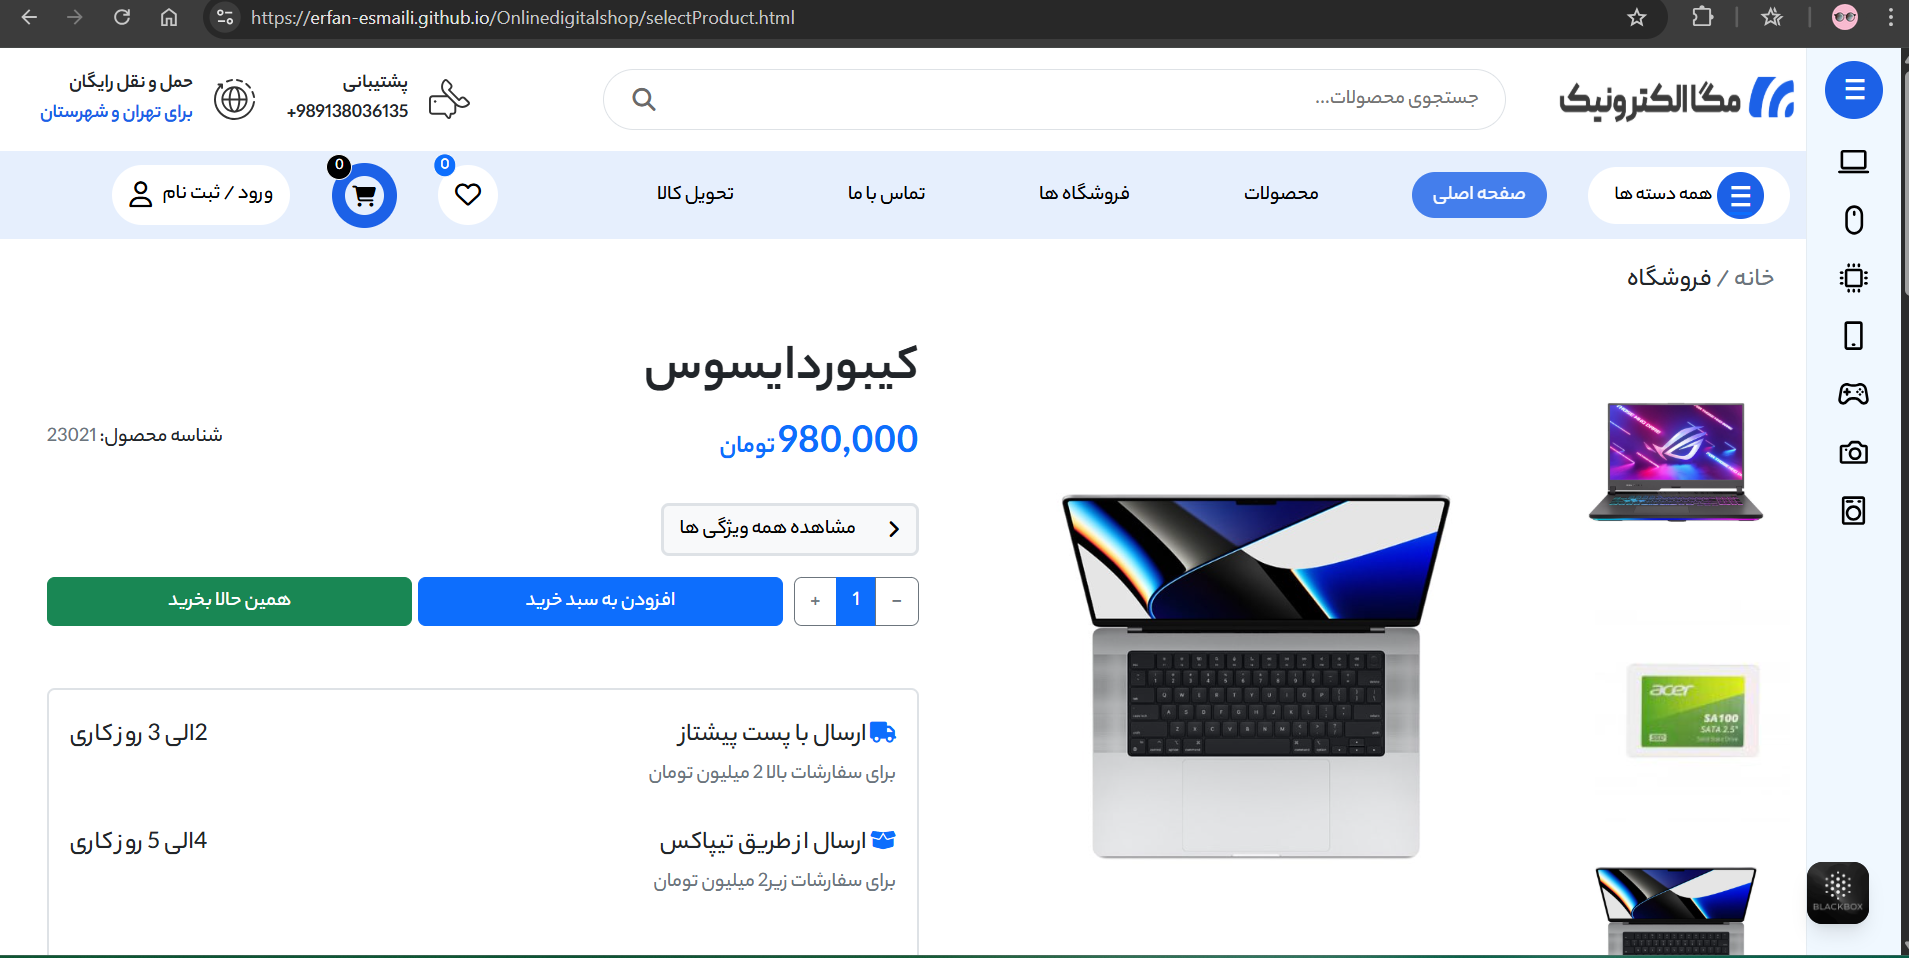 https://erfan-esmaili.github.io/Onlinedigitalshop/selectProduct.html
مگاالکترونیک
جستجوی محصولات...
پشتیبانی
+989138036135
حمل و نقل رایگان
برای تهران و شهرستان
همه دسته ها
صفحه اصلی
محصولات
فروشگاه ها
تماس با ما
تحویل کالا
0
0
ورود / ثبت نام
خانه / فروشگاه
کیبوردایسوس
980,000 تومان
شناسه محصول: 23021
مشاهده همه ویژگی ها
−
1
+
افزودن به سبد خرید
همین حالا بخرید
ارسال با پست پیشتاز
2الی 3 روز کاری
برای سفارشات بالا 2 میلیون تومان
ارسال از طریق تیپاکس
4الی 5 روز کاری
برای سفارشات زیر2 میلیون تومان
acer
SA100
SATA 2.5"
BLACKBOX